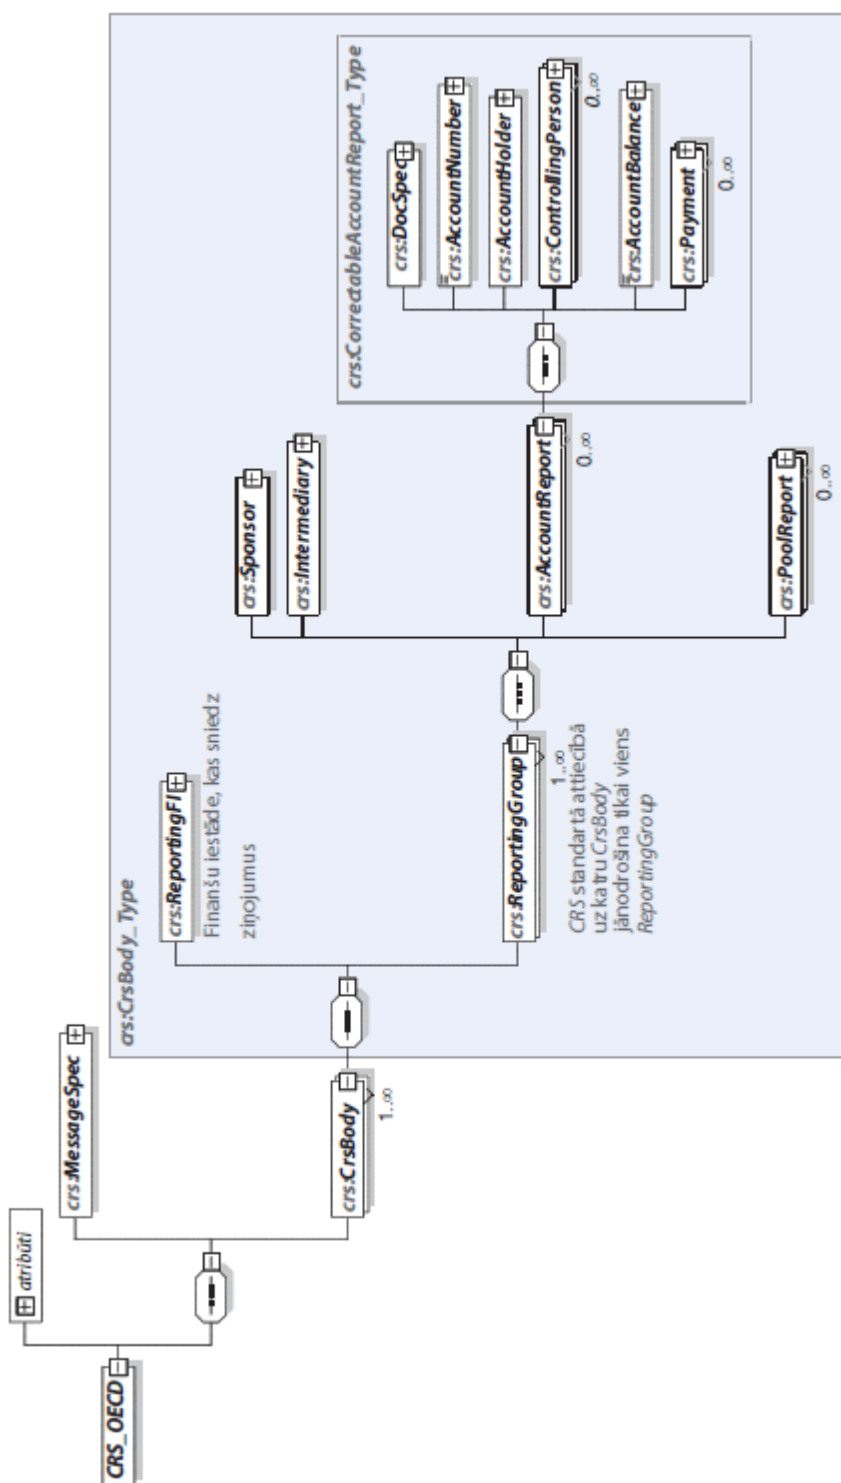 CRS_OECD
atribūti
crs:MessageSpec
crs:CrsBody
1..∞
crs:CrsBody_Type
crs:ReportingFI
Finanšu iestāde, kas sniedz
ziņojumus
crs:ReportingGroup
1..∞
CRS standartā attiecībā
uz katru CrsBody
jānodrošina tikai viens
ReportingGroup
crs:Sponsor
crs:Intermediary
crs:AccountReport
0..∞
crs:PoolReport
0..∞
crs:CorrectableAccountReport_Type
crs:DocSpec
crs:AccountNumber
crs:AccountHolder
crs:ControllingPerson
0..∞
crs:AccountBalance
crs:Payment
0..∞